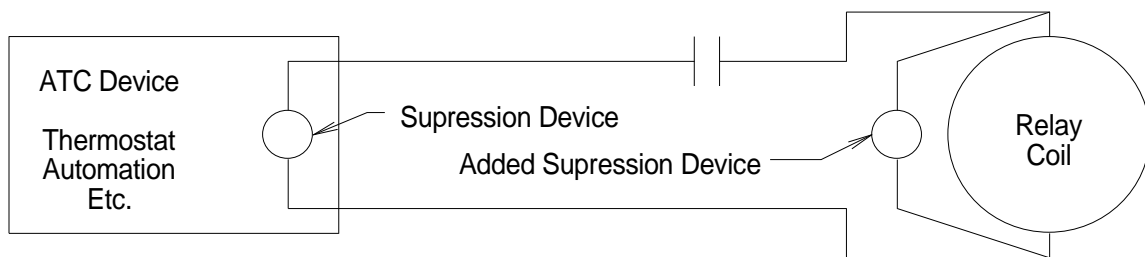 ATC Device
Thermostat
Automation
Etc.
Supression Device
Added Supression Device
Relay
Coil